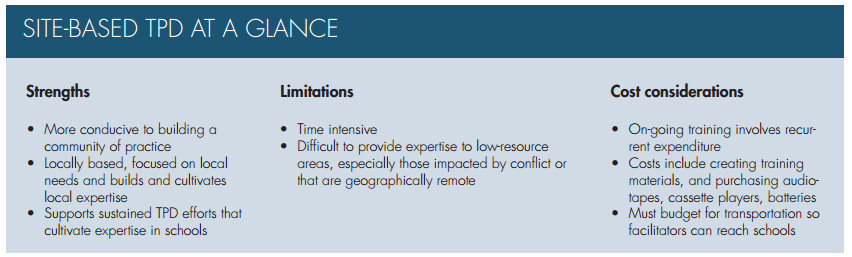 SITE-BASED TPD AT A GLANCE
Strengths
• More conducive to building a
community of practice
• Locally based, focused on local
needs and builds and cultivates
local expertise
• Supports sustained TPD efforts that
cultivate expertise in schools
Limitations
• Time intensive
• Difficult to provide expertise to low-resource
areas, especially those impacted by conflict or
that are geographically remote
Cost considerations
• On-going training involves recur-
rent expenditure
• Costs include creating training
materials, and purchasing audio-
tapes, cassette players, batteries
• Must budget for transportation so
facilitators can reach schools